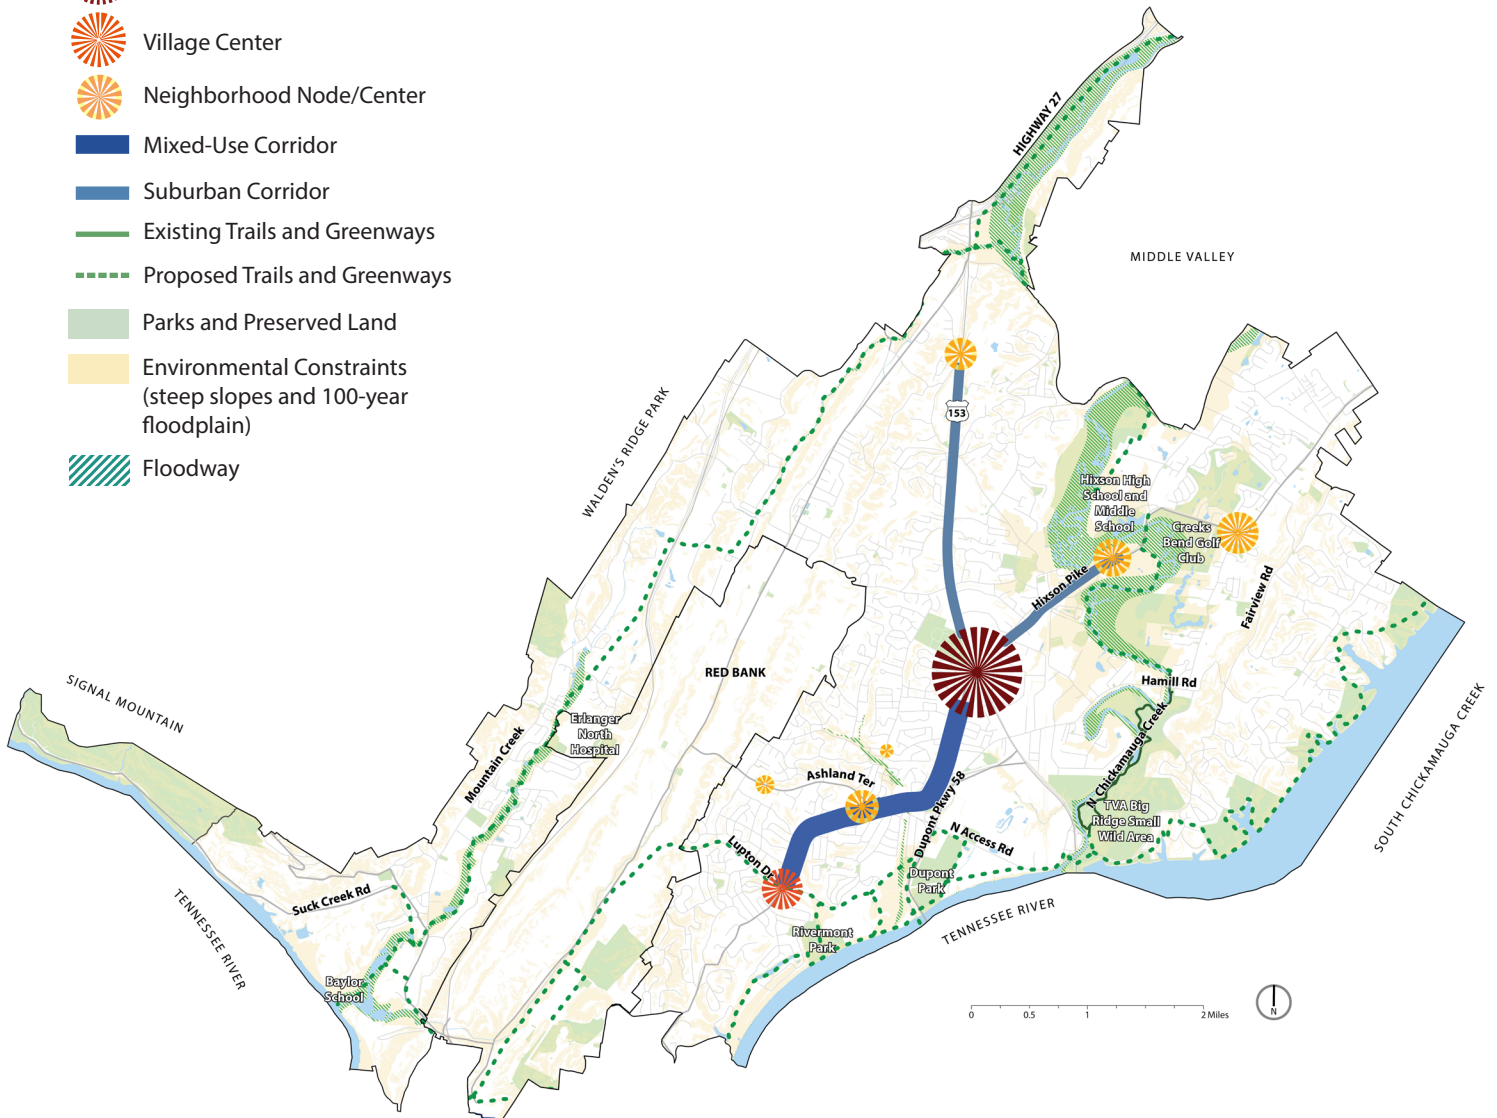 Village Center
Neighborhood Node/Center
Mixed-Use Corridor
Suburban Corridor
Existing Trails and Greenways
Proposed Trails and Greenways
Parks and Preserved Land
Environmental Constraints
(steep slopes and 100-year
floodplain)
Floodway
HIGHWAY 27
MIDDLE VALLEY
WALDEN'S RIDGE PARK
153
Hixson High
School and
Middle
School
Creeks
Bend Golf
Club
Hixson Pike
Fairview Rd
RED BANK
Hamill Rd
SIGNAL MOUNTAIN
Erlanger
North
Hospital
Mountain Creek
N Chickamauga Creek
SOUTH CHICKAMAUGA CREEK
Ashland Ter
Dupont Pkwy 58
TVA Big
Ridge Small
Wild Area
N Access Rd
Lupton Dr
Dupont
Park
Suck Creek Rd
TENNESSEE RIVER
TENNESSEE RIVER
Rivermont
Park
Baylor
School
0 0.5 1 2 Miles
N